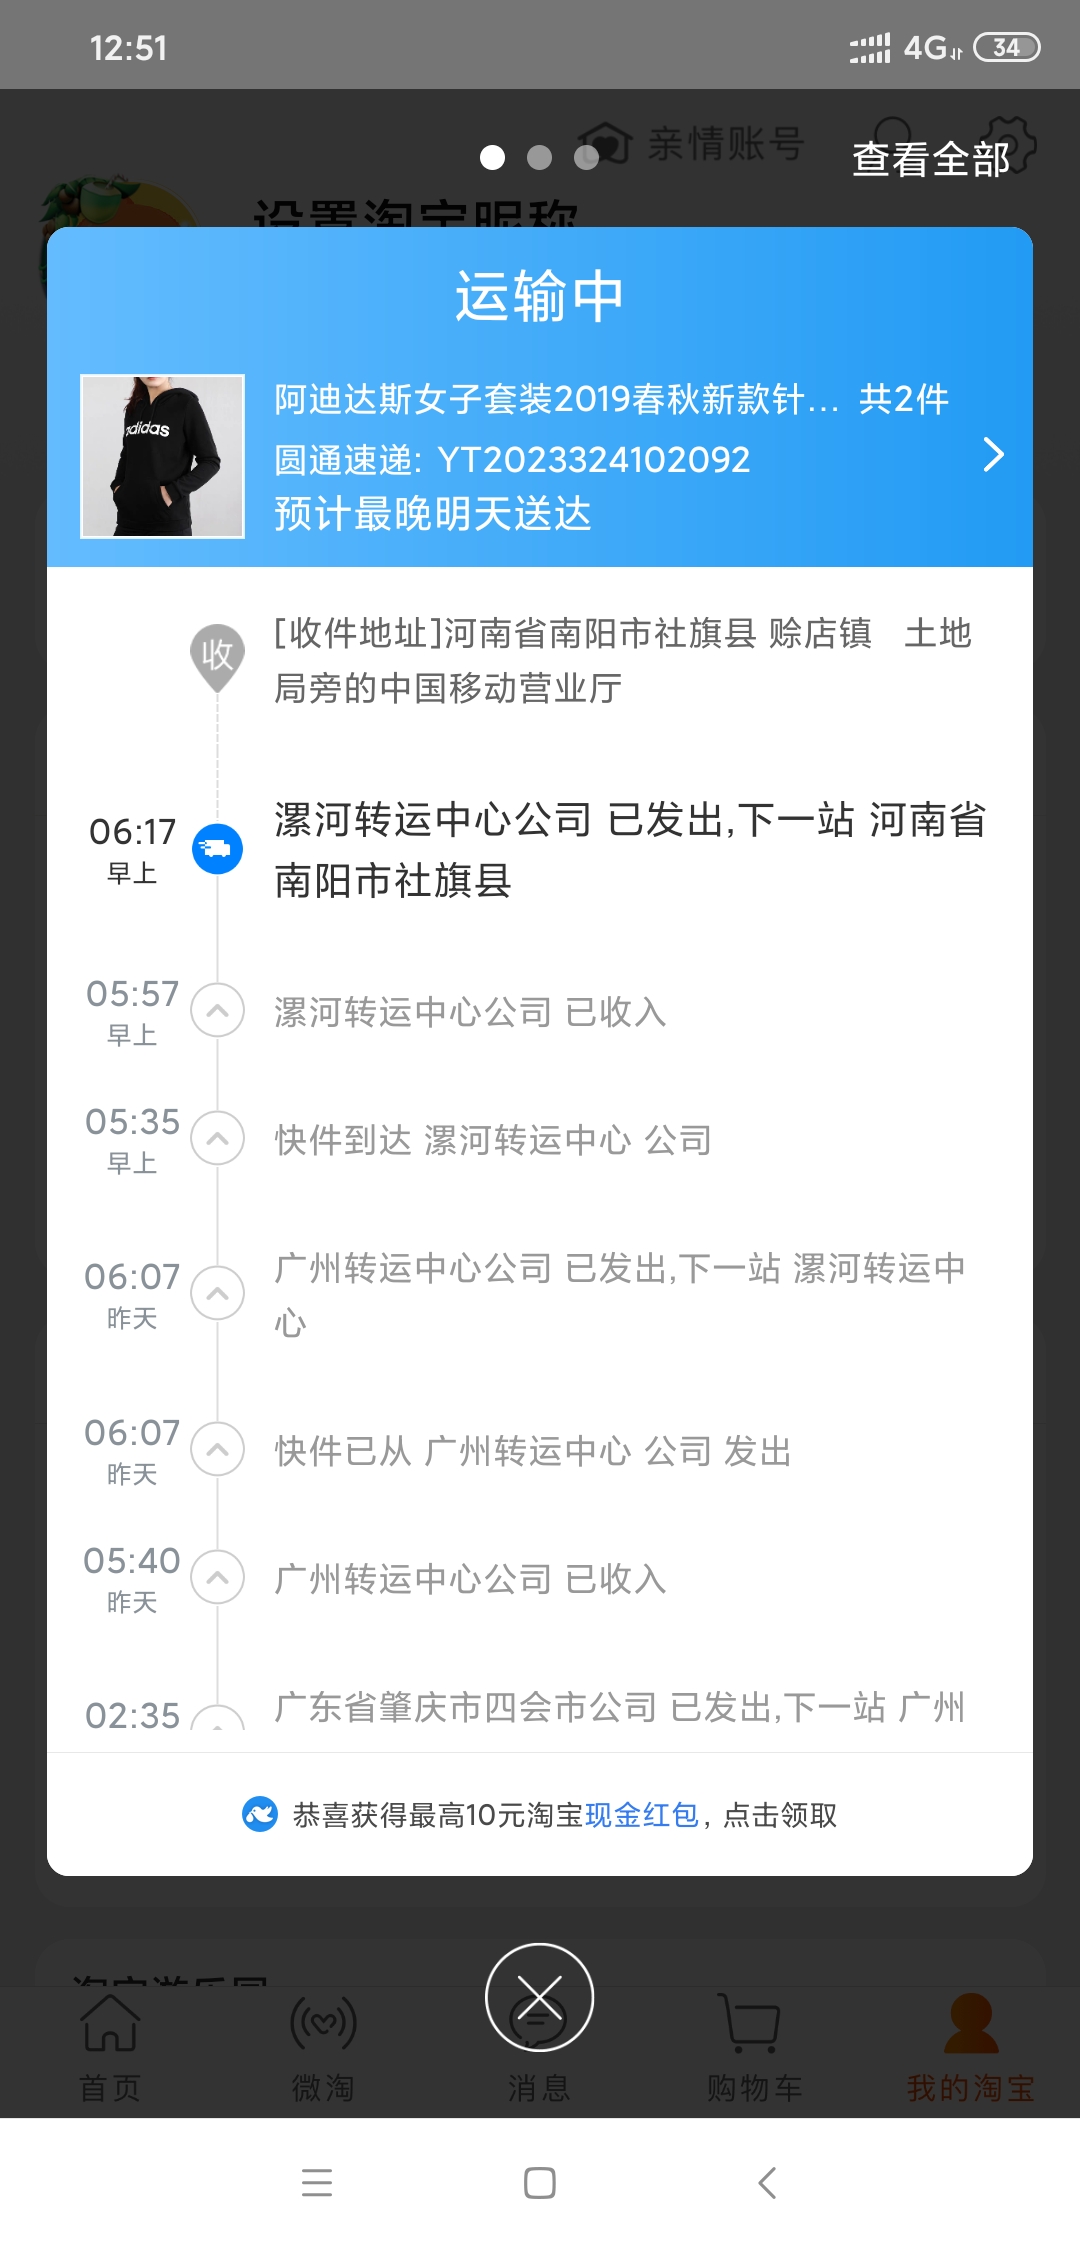 12:51
4G
34
亲情账号
查看全部
设置淘宝昵称
运输中
adidas
阿迪达斯女子套装2019春秋新款针... 共2件
圆通速递: YT2023324102092
预计最晚明天送达
收
[收件地址]河南省南阳市社旗县 赊店镇 土地
局旁的中国移动营业厅
06:17
早上
漯河转运中心公司 已发出,下一站 河南省
南阳市社旗县
05:57
早上
漯河转运中心公司 已收入
05:35
早上
快件到达 漯河转运中心 公司
06:07
昨天
广州转运中心公司 已发出,下一站 漯河转运中
心
06:07
昨天
快件已从 广州转运中心 公司 发出
05:40
昨天
广州转运中心公司 已收入
02:35
广东省肇庆市四会市公司 已发出,下一站 广州
恭喜获得最高10元淘宝现金红包，点击领取
淘宝游乐园
首页
微淘
消息
购物车
我的淘宝